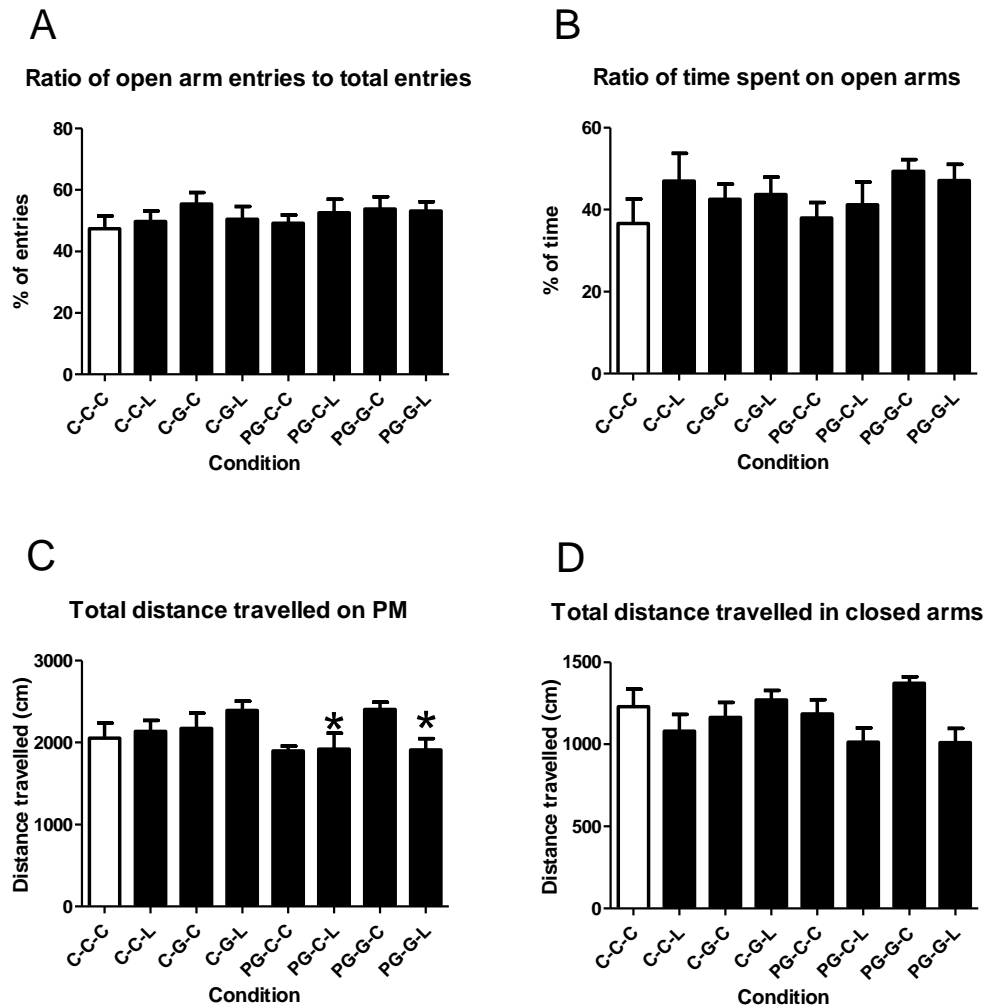 A
Ratio of open arm entries to total entries
80
60
40
20
0
% of entries
C-C-C
C-C-L
C-G-C
C-G-L
PG-C-C
PG-C-L
PG-G-C
PG-G-L
Condition
B
Ratio of time spent on open arms
60
40
20
0
% of time
C-C-C
C-C-L
C-G-C
C-G-L
PG-C-C
PG-C-L
PG-G-C
PG-G-L
Condition
C
Total distance travelled on PM
3000
2000
1000
0
Distance travelled (cm)
*
*
C-C-C
C-C-L
C-G-C
C-G-L
PG-C-C
PG-C-L
PG-G-C
PG-G-L
Condition
D
Total distance travelled in closed arms
1500
1000
500
0
Distance travelled (cm)
C-C-C
C-C-L
C-G-C
C-G-L
PG-C-C
PG-C-L
PG-G-C
PG-G-L
Condition